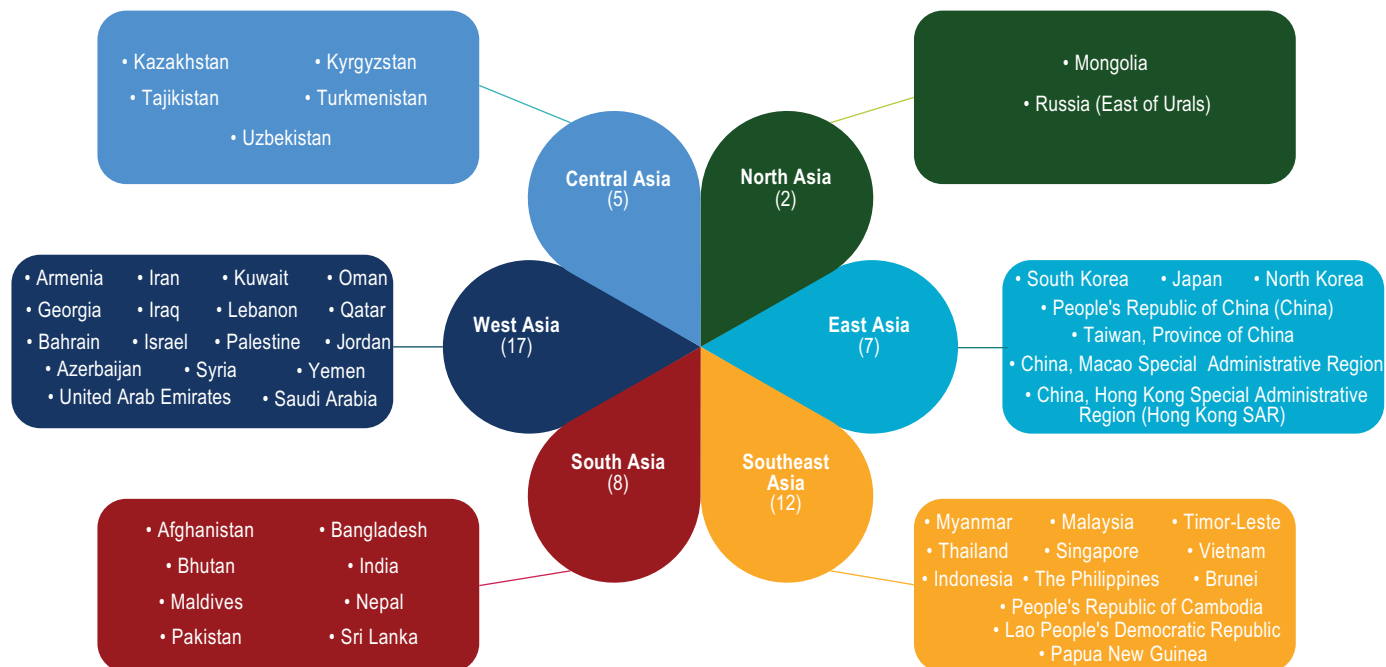 • Kazakhstan • Kyrgyzstan
• Tajikistan • Turkmenistan
• Uzbekistan
• Mongolia
• Russia (East of Urals)
Central Asia
(5)
North Asia
(2)
• Armenia • Iran • Kuwait • Oman
• Georgia • Iraq • Lebanon • Qatar
• Bahrain • Israel • Palestine • Jordan
• Azerbaijan • Syria • Yemen
• United Arab Emirates • Saudi Arabia
West Asia
(17)
East Asia
(7)
• South Korea • Japan • North Korea
• People's Republic of China (China)
• Taiwan, Province of China
• China, Macao Special Administrative Region
• China, Hong Kong Special Administrative
Region (Hong Kong SAR)
South Asia
(8)
Southeast
Asia
(12)
• Afghanistan • Bangladesh
• Bhutan • India
• Maldives • Nepal
• Pakistan • Sri Lanka
• Myanmar • Malaysia • Timor-Leste
• Thailand • Singapore • Vietnam
• Indonesia • The Philippines • Brunei
• People's Republic of Cambodia
• Lao People's Democratic Republic
• Papua New Guinea